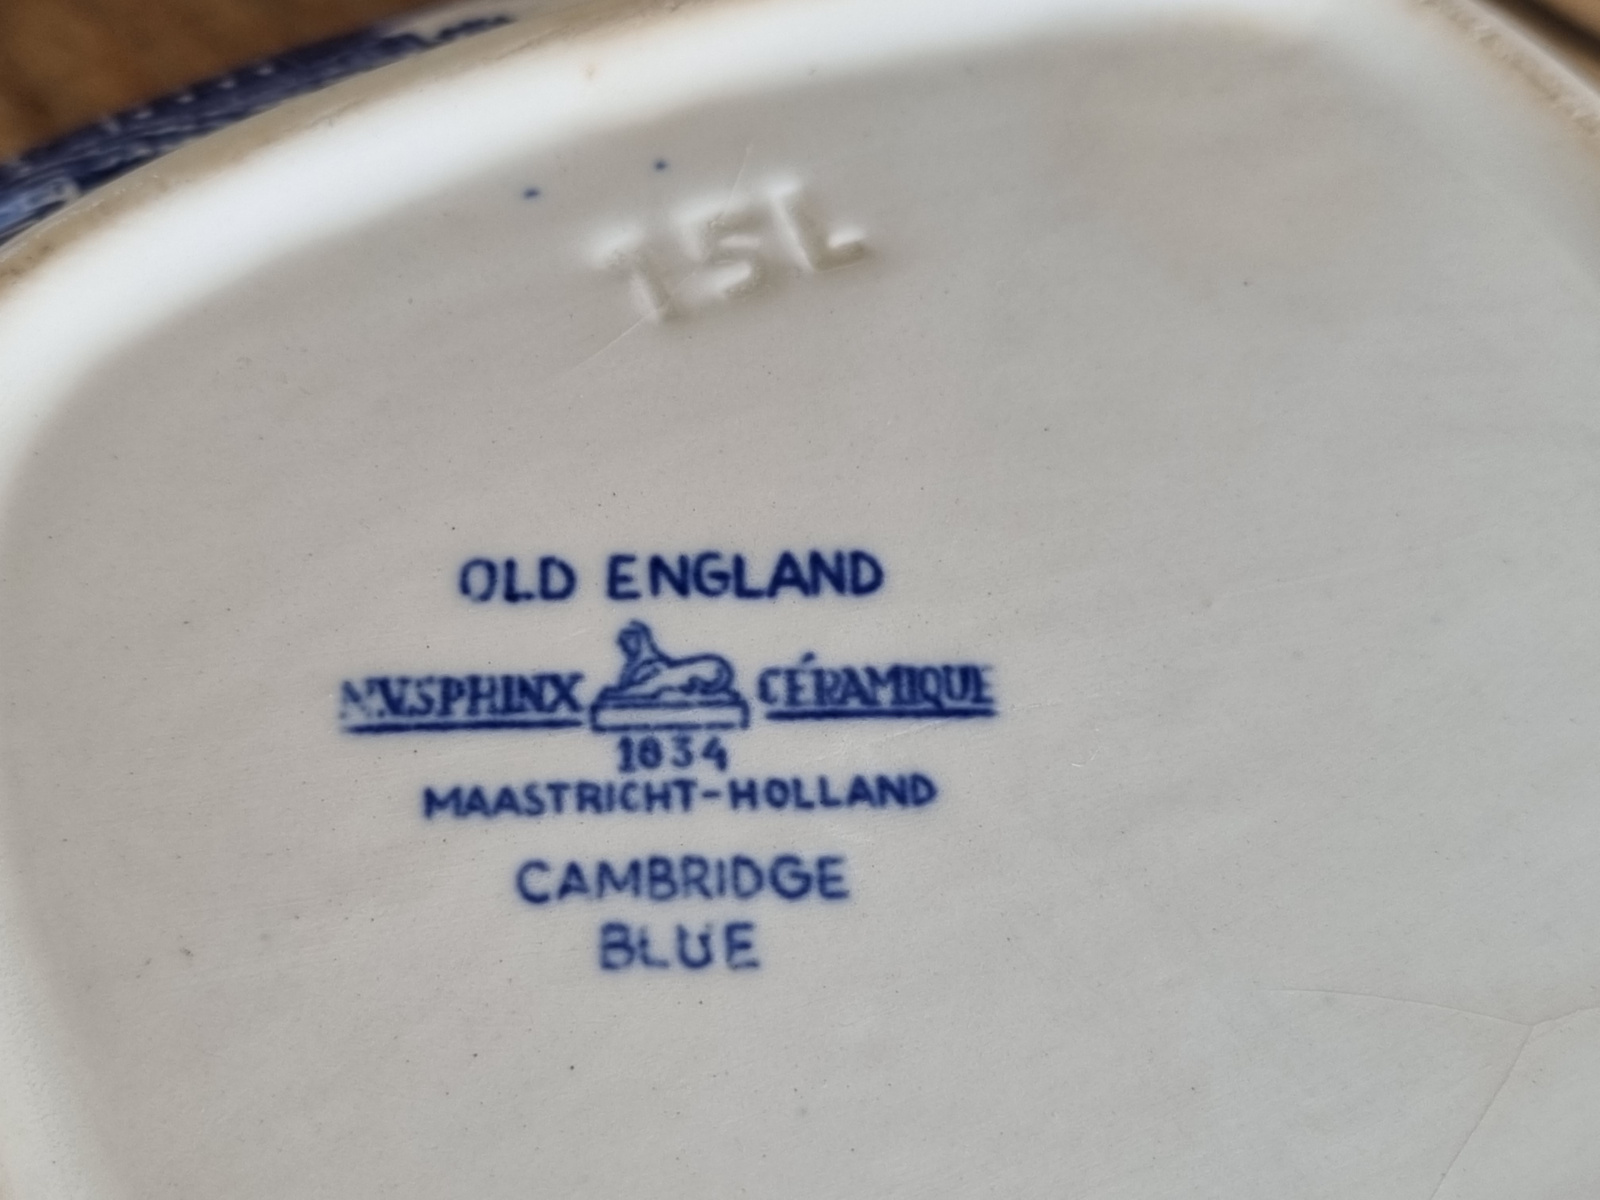 15L
OLD ENGLAND
N.V. SPHINX CÉRAMIQUE
1834
MAASTRICHT-HOLLAND
CAMBRIDGE
BLUE